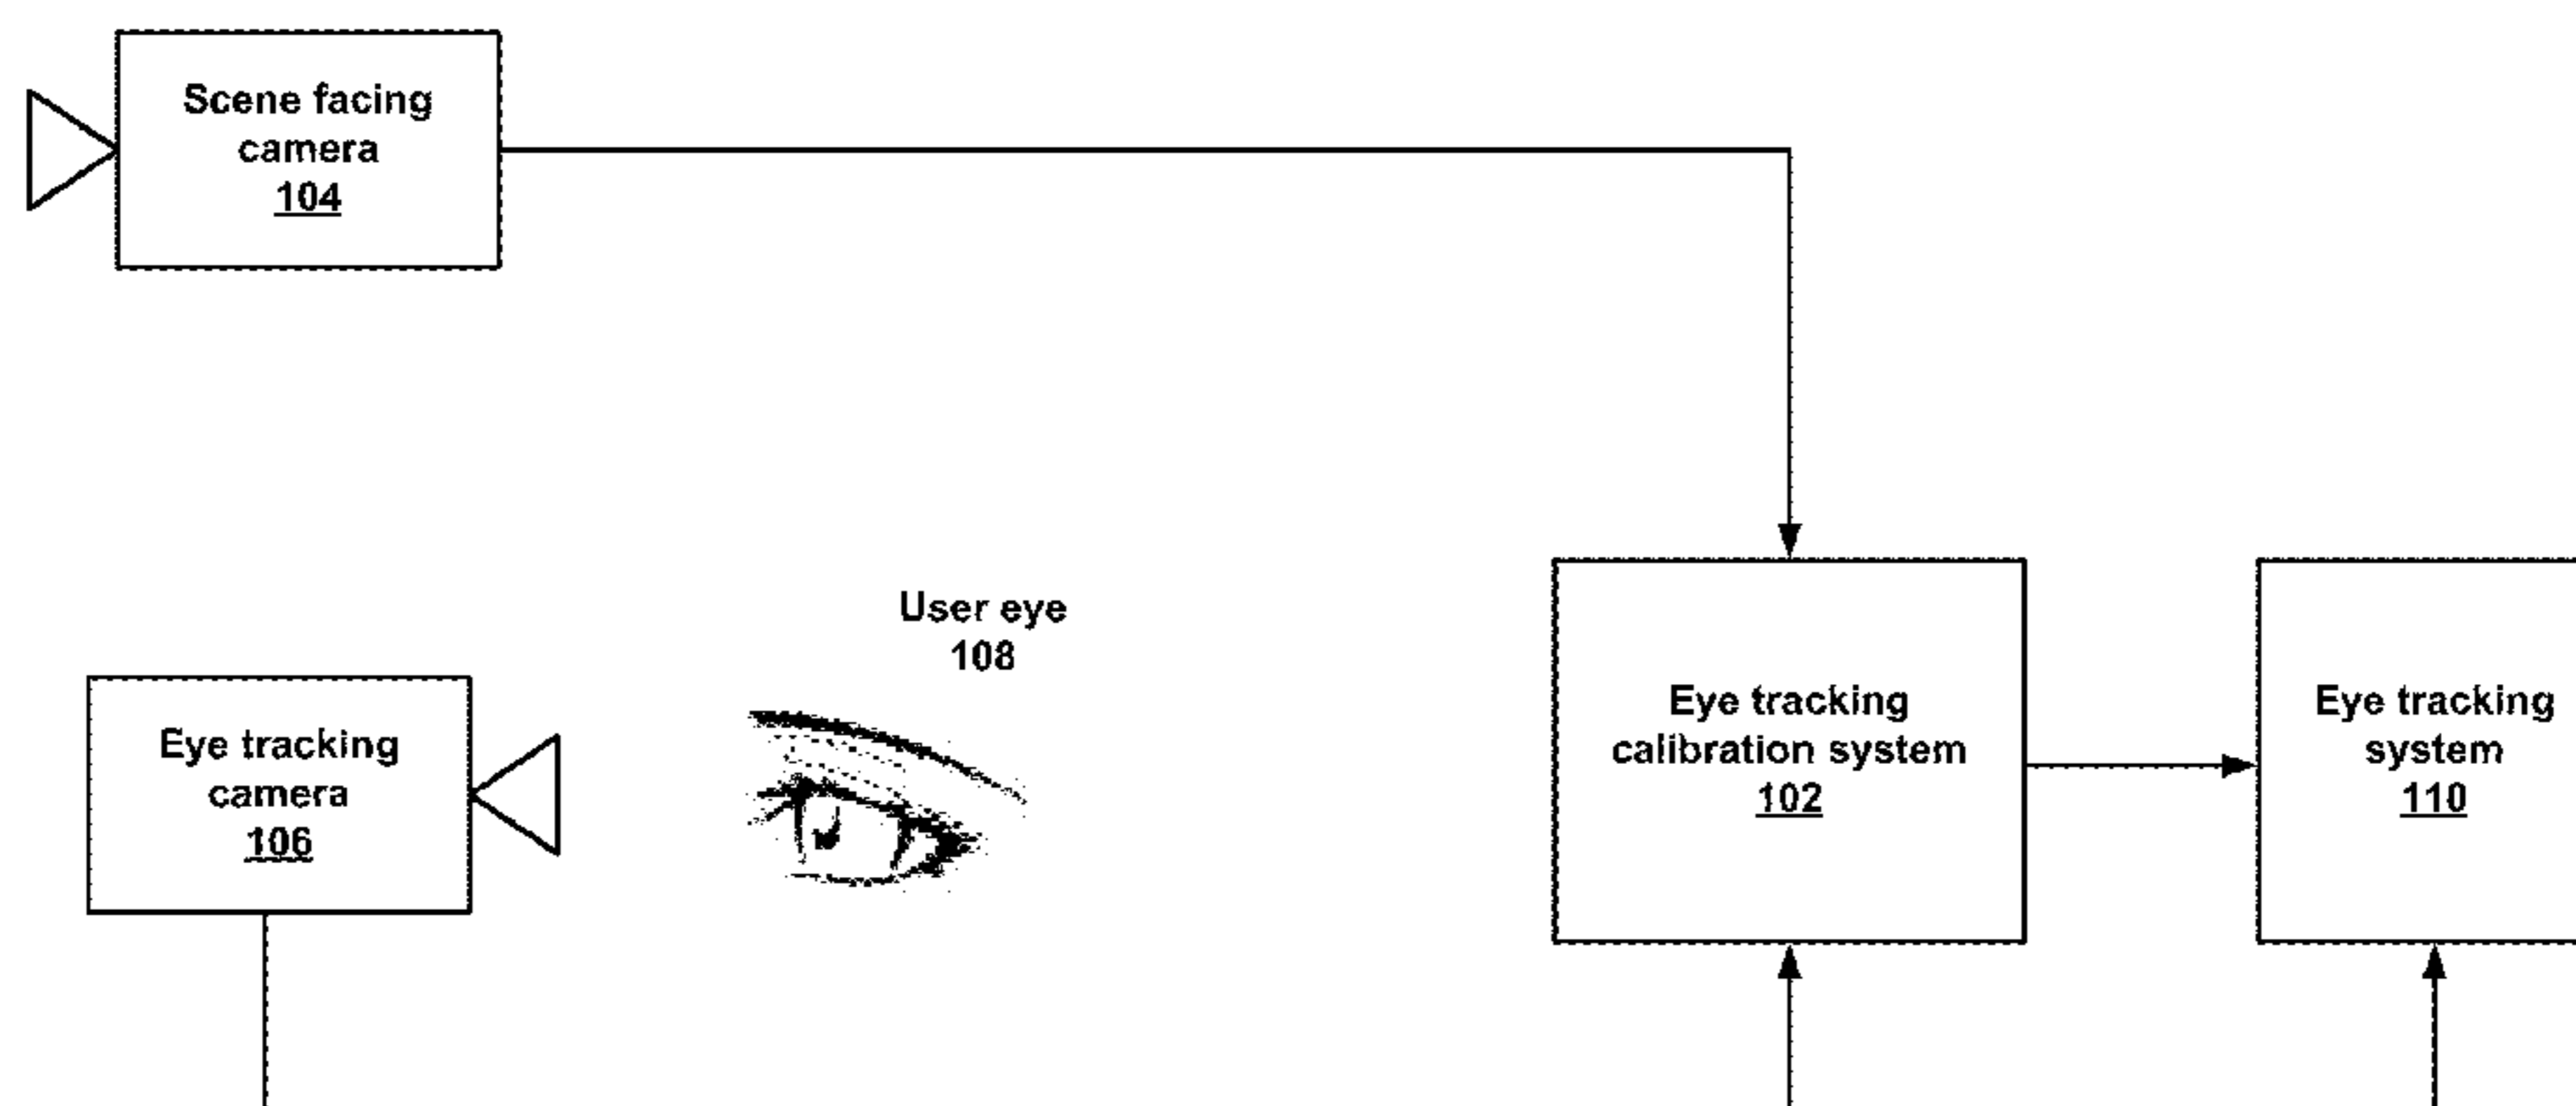 Scene facing
camera
104
User eye
108
Eye tracking
camera
106
Eye tracking
calibration system
102
Eye tracking
system
110